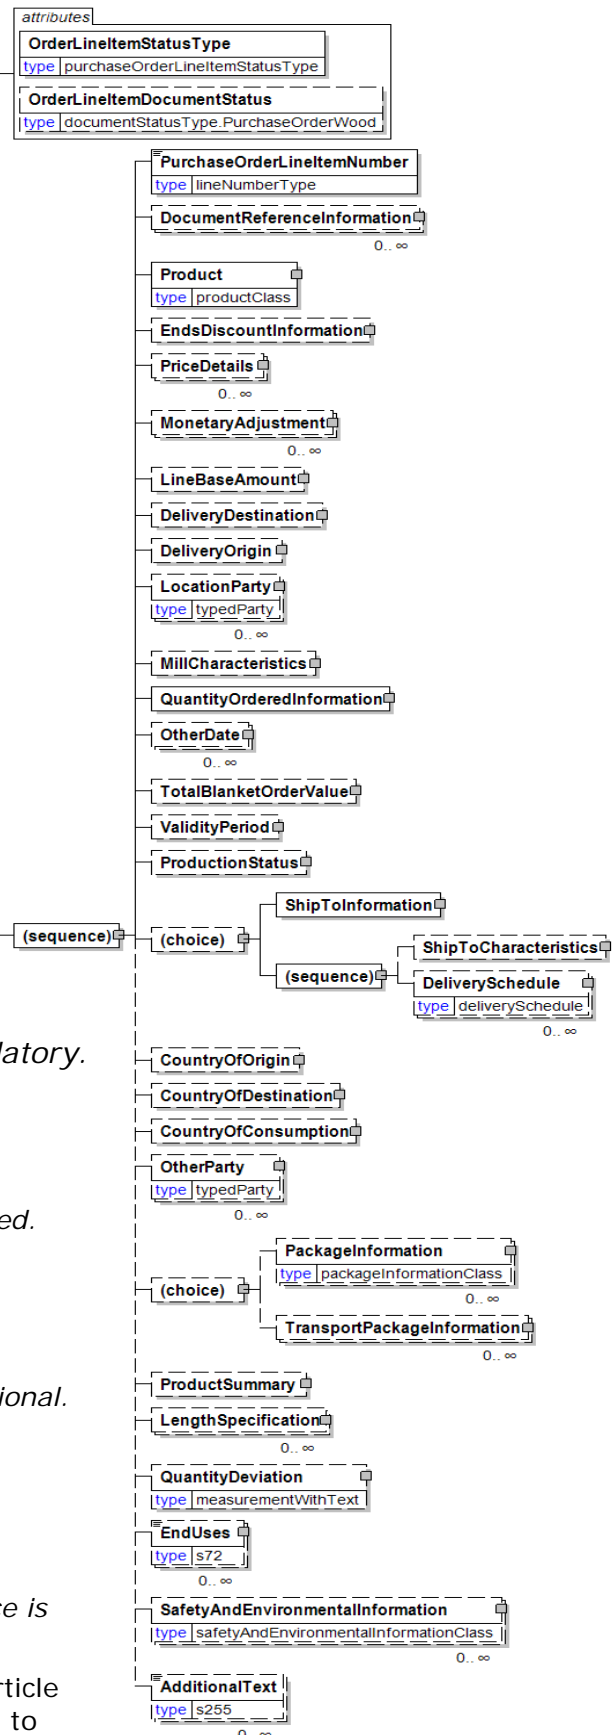 attributes
OrderLineItemStatusType
type purchaseOrderLineItemStatusType
OrderLineItemDocumentStatus
type documentStatusType.PurchaseOrderWood
PurchaseOrderLineItemNumber
type lineNumberType
DocumentReferenceInformation
0.. ∞
Product
type productClass
EndsDiscountInformation
PriceDetails
0.. ∞
MonetaryAdjustment
0.. ∞
LineBaseAmount
DeliveryDestination
DeliveryOrigin
LocationParty
type typedParty
0.. ∞
MillCharacteristics
QuantityOrderedInformation
OtherDate
0.. ∞
TotalBlanketOrderValue
ValidityPeriod
ProductionStatus
ShipToInformation
(sequence)
(choice)
ShipToCharacteristics
(sequence)
DeliverySchedule
type deliverySchedule
0.. ∞
latory.
CountryOfOrigin
CountryOfDestination
CountryOfConsumption
OtherParty
type typedParty
0.. ∞
ed.
PackageInformation
type packageInformationClass
0.. ∞
(choice)
TransportPackageInformation
0.. ∞
ProductSummary
ional.
LengthSpecification
0.. ∞
QuantityDeviation
type measurementWithText
EndUses
type s72
0.. ∞
ce is
SafetyAndEnvironmentalInformation
type safetyAndEnvironmentalInformationClass
0.. ∞
rticle
AdditionalText
type s255
to
0.. ∞